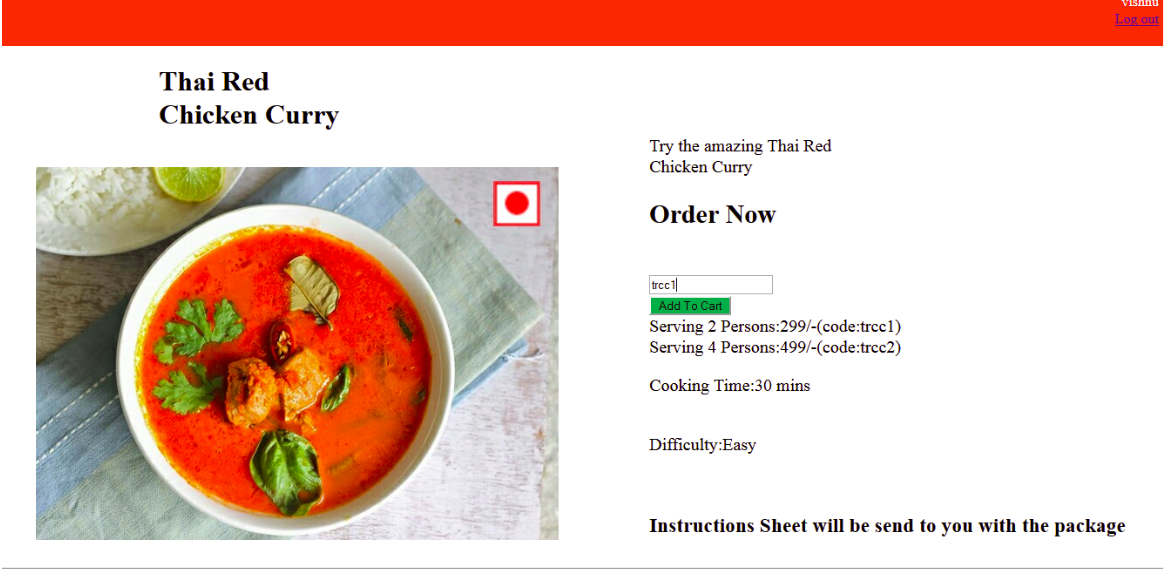 vishnu
Log out
Thai Red
Chicken Curry
Try the amazing Thai Red
Chicken Curry
Order Now
trcc1
Add To Cart
Serving 2 Persons:299/-(code:trcc1)
Serving 4 Persons:499/-(code:trcc2)
Cooking Time:30 mins
Difficulty:Easy
Instructions Sheet will be send to you with the package